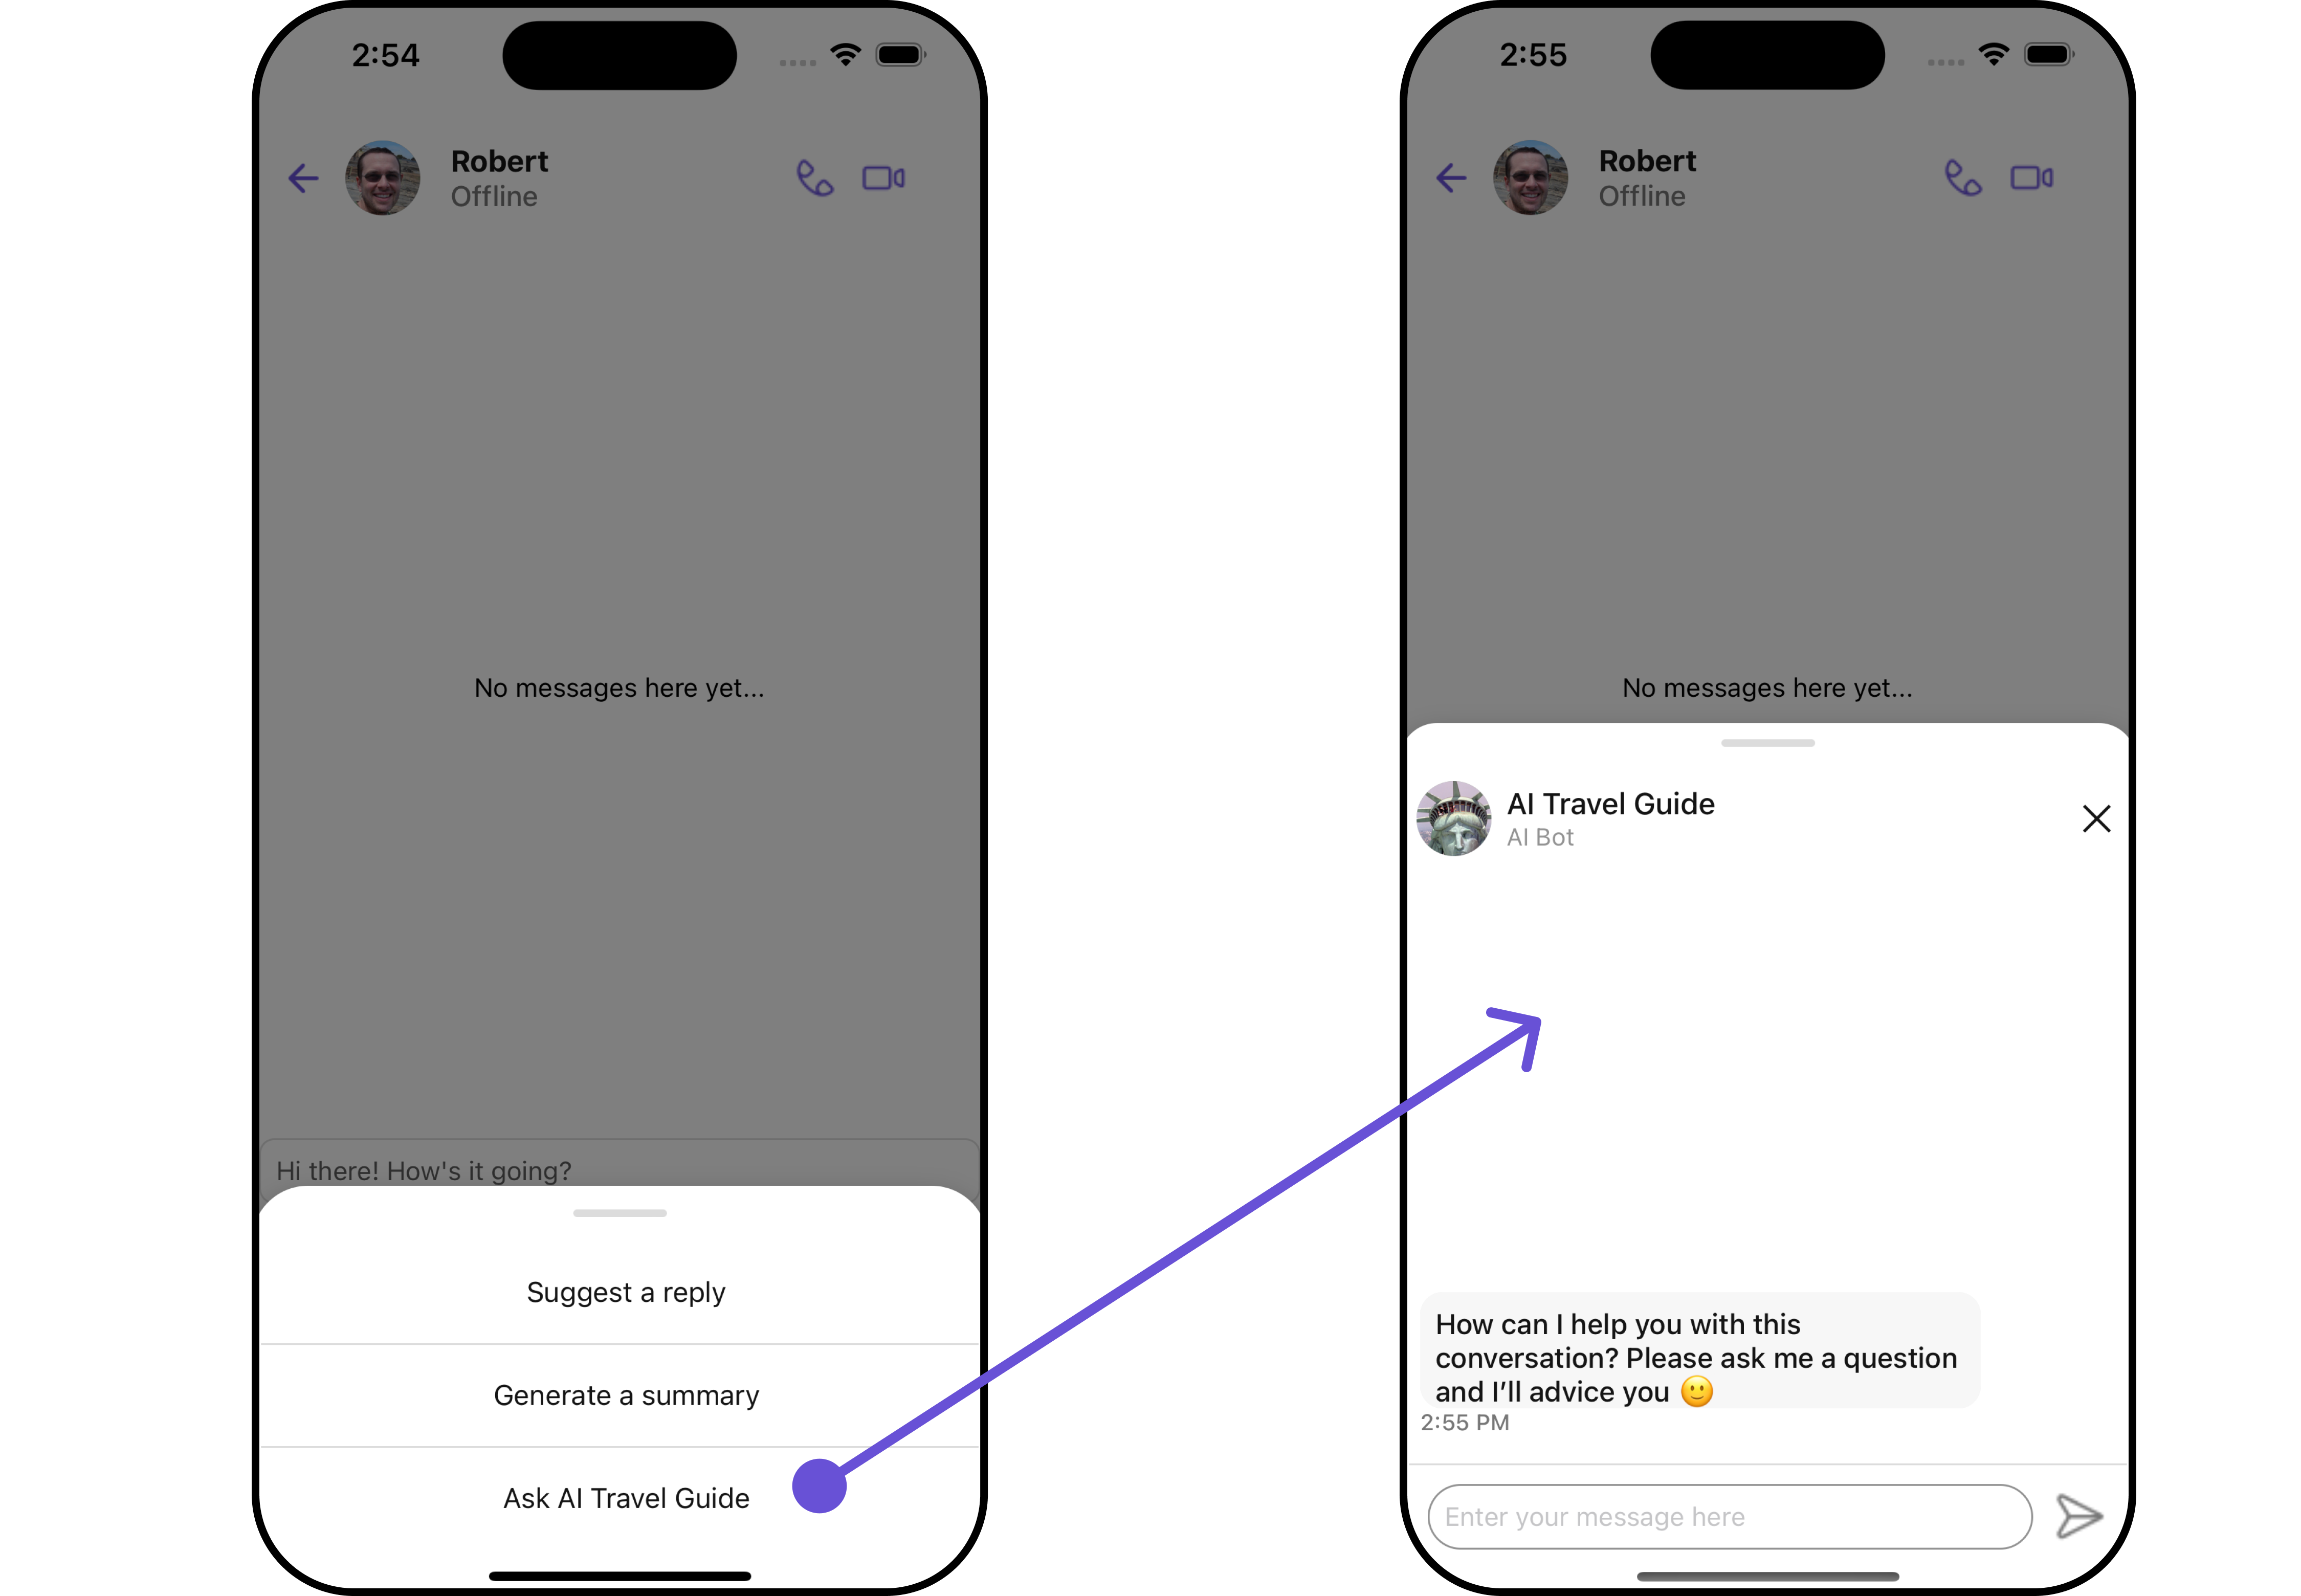 2:54
Robert
Offline
No messages here yet...
Hi there! How's it going?
Suggest a reply
Generate a summary
Ask AI Travel Guide
2:55
Robert
Offline
No messages here yet...
AI Travel Guide
AI Bot
How can I help you with this
conversation? Please ask me a question
and I’ll advice you 🙂
2:55 PM
Enter your message here